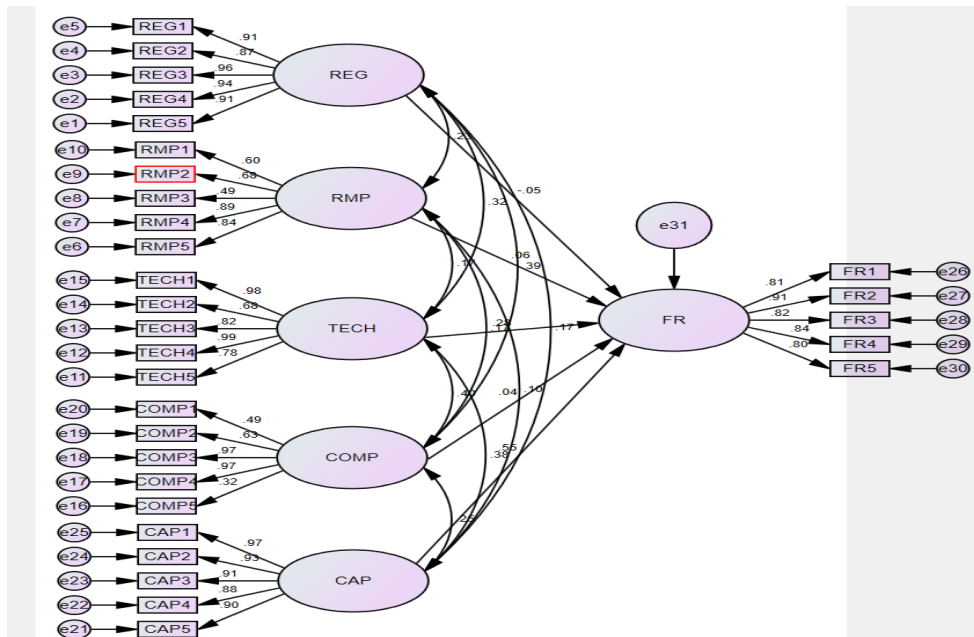 e5 REG1 .91
e4 REG2 .87
e3 REG3 .96
e2 REG4 .94
e1 REG5 .91
REG
e10 RMP1 .60
e9 RMP2 .68
e8 RMP3 .49
e7 RMP4 .89
e6 RMP5 .84
RMP
e15 TECH1 .98
e14 TECH2 .68
e13 TECH3 .82
e12 TECH4 .99
e11 TECH5 .78
TECH
e20 COMP1 .49
e19 COMP2 .63
e18 COMP3 .97
e17 COMP4 .97
e16 COMP5 .32
COMP
e25 CAP1 .97
e24 CAP2 .93
e23 CAP3 .91
e22 CAP4 .88
e21 CAP5 .90
CAP
-.05
.32
.06
.39
.17
.04
.10
.38
e31
FR
.81 FR1 e26
.91 FR2 e27
.82 FR3 e28
.84 FR4 e29
.80 FR5 e30